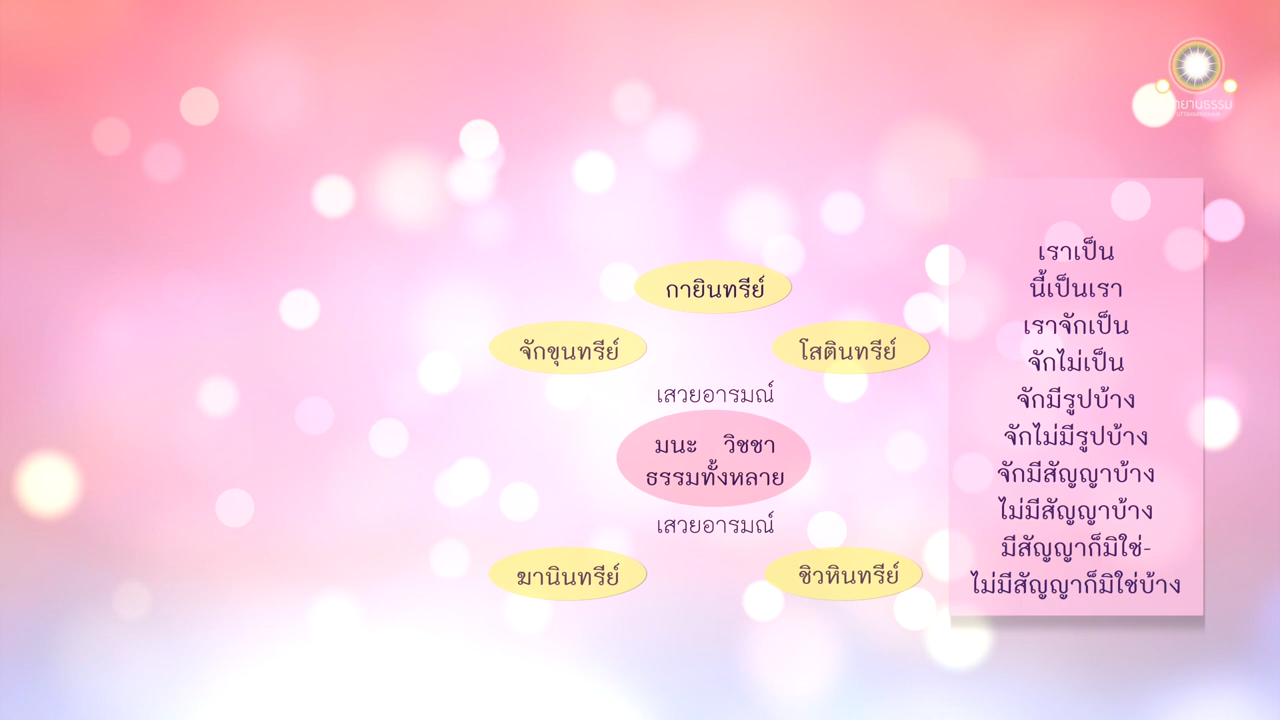 กายินทรีย์
จักขุนทรีย์
โสตินทรีย์
เสวยอารมณ์
มนะ วิชชา
ธรรมทั้งหลาย
เสวยอารมณ์
ฆานินทรีย์
ชิวหินทรีย์
เราเป็น
นี้เป็นเรา
เราจักเป็น
จักไม่เป็น
จักมีรูปบ้าง
จักไม่มีรูปบ้าง
จักมีสัญญาบ้าง
ไม่มีสัญญาบ้าง
มีสัญญาก็มิใช่-
ไม่มีสัญญาก็มิใช่บ้าง